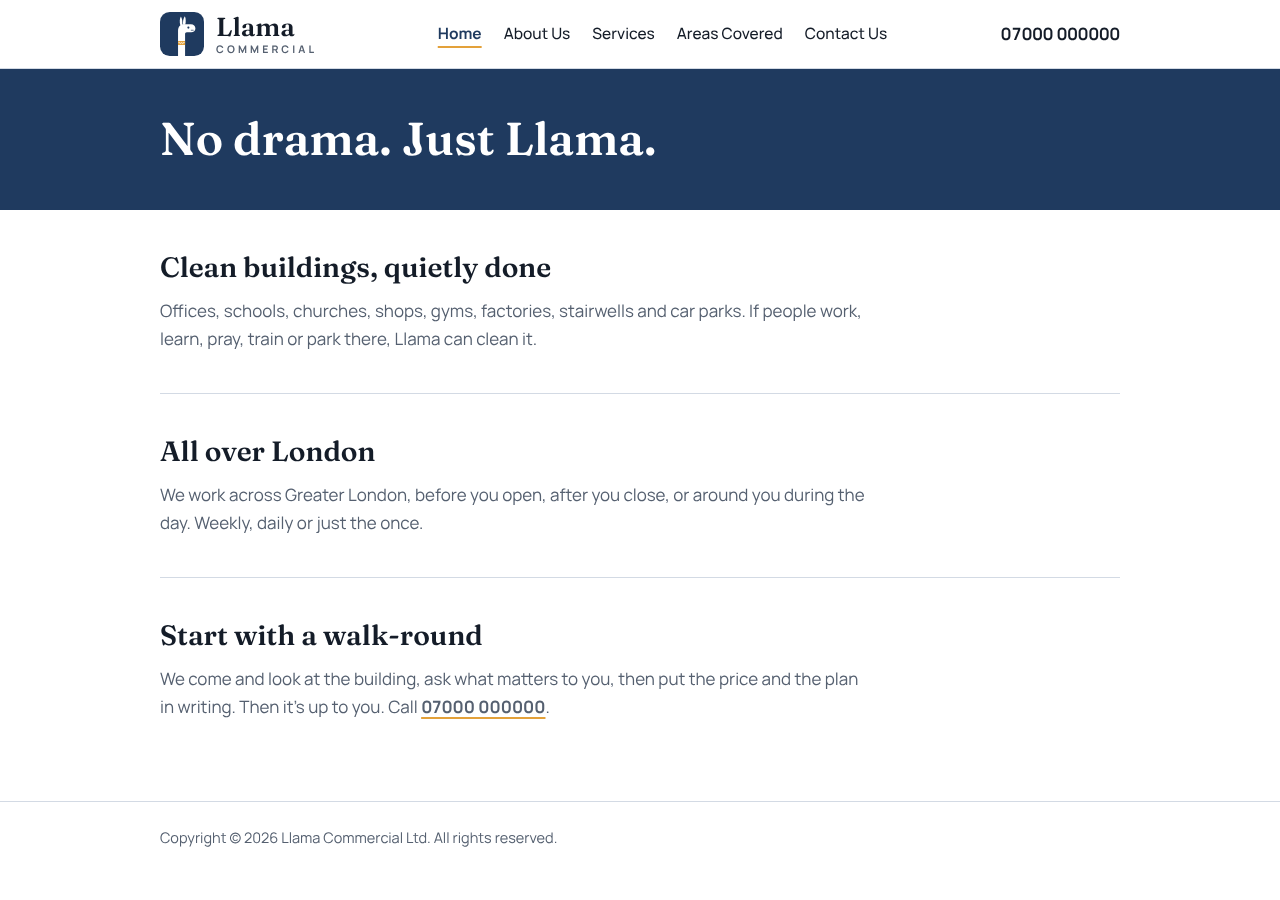 Llama
COMMERCIAL
Home About Us Services Areas Covered Contact Us
07000 000000
No drama. Just Llama.
Clean buildings, quietly done
Offices, schools, churches, shops, gyms, factories, stairwells and car parks. If people work,
learn, pray, train or park there, Llama can clean it.
All over London
We work across Greater London, before you open, after you close, or around you during the
day. Weekly, daily or just the once.
Start with a walk-round
We come and look at the building, ask what matters to you, then put the price and the plan
in writing. Then it's up to you. Call 07000 000000.
Copyright © 2026 Llama Commercial Ltd. All rights reserved.